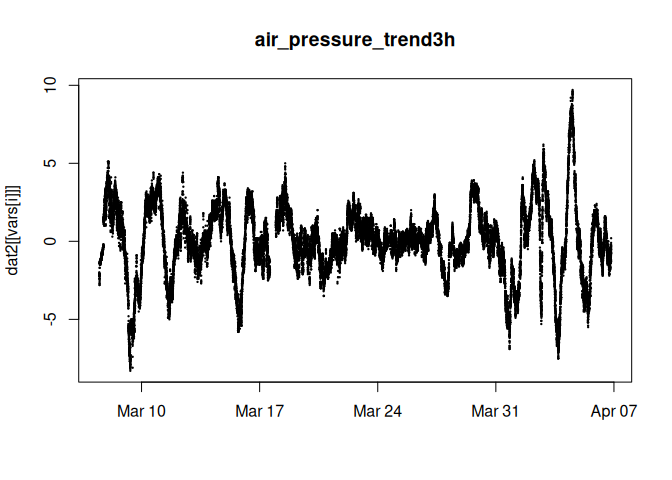 air_pressure_trend3h
dat2[[vars[i]]]
10
5
0
-5
Mar 10
Mar 17
Mar 24
Mar 31
Apr 07